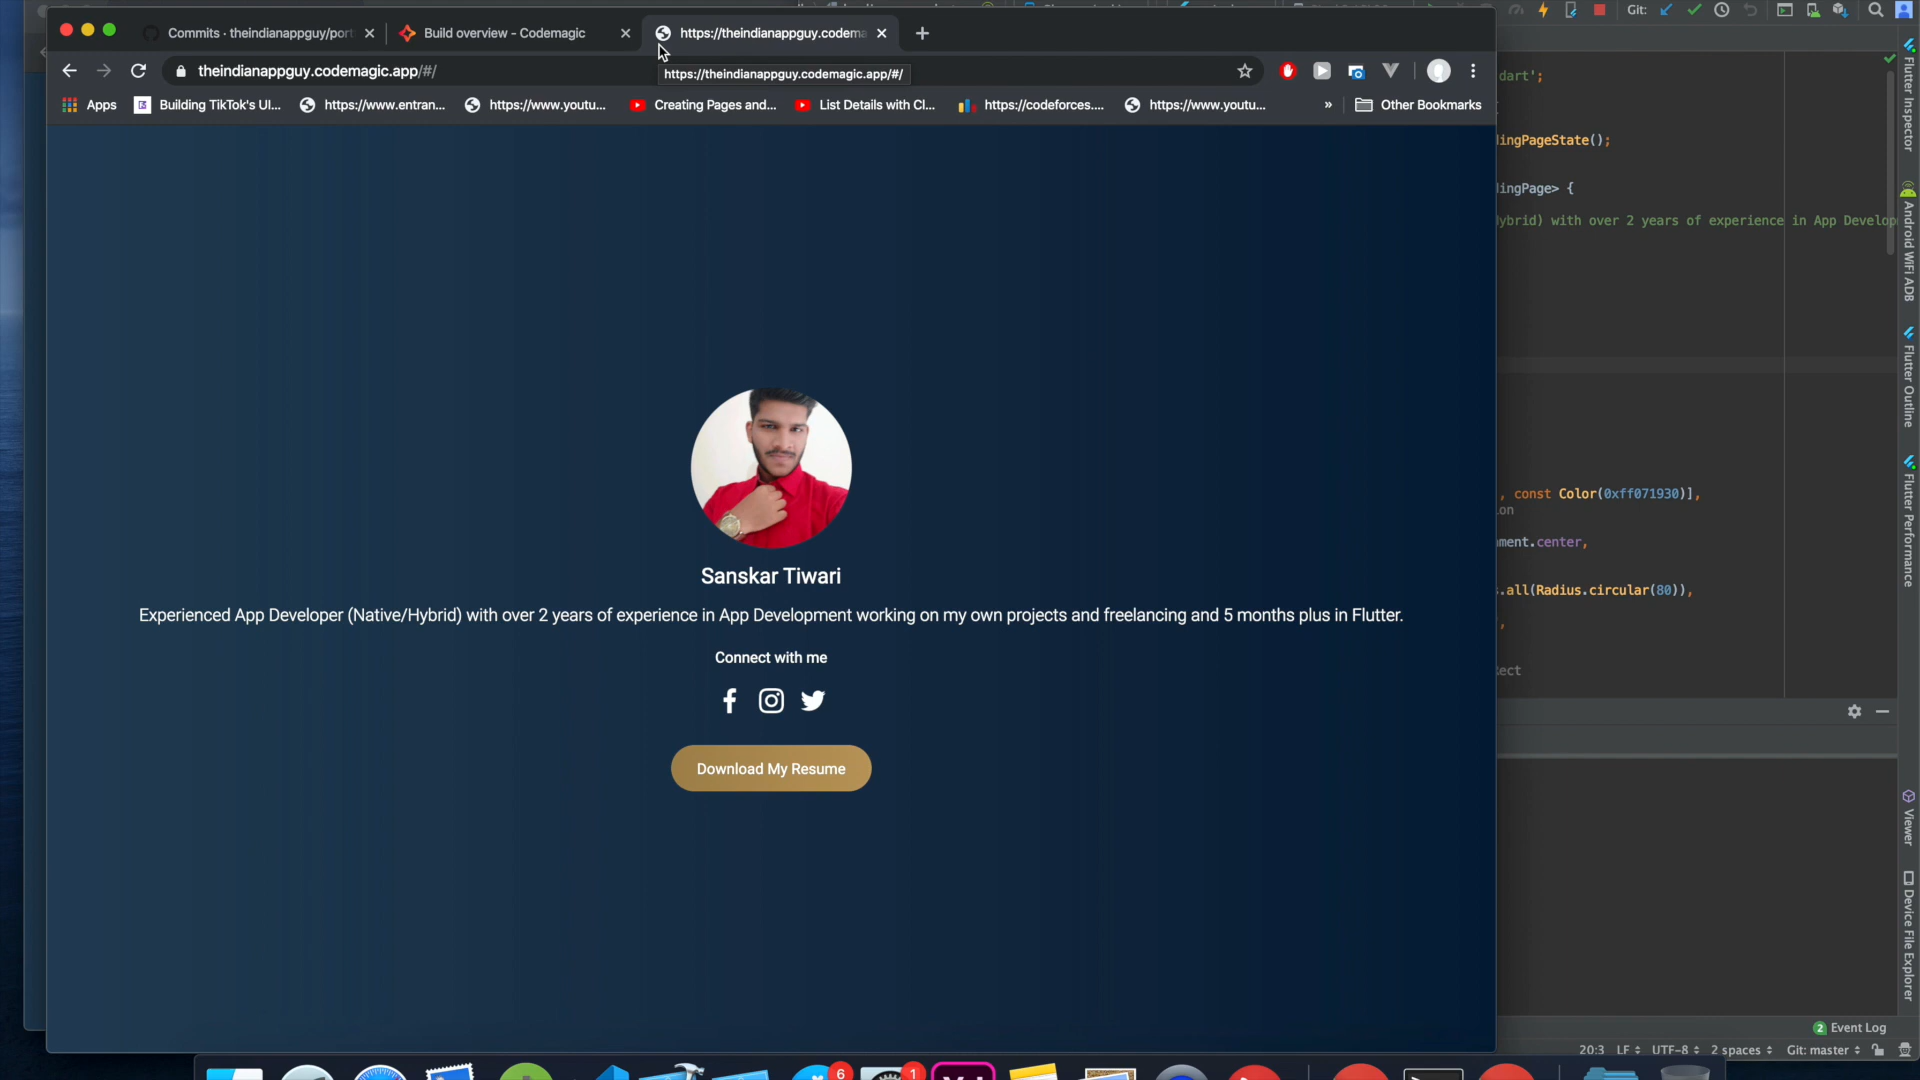 Commits · theindianappguy/port
Build overview - Codemagic
https://theindianappguy.codema
Git:
theindianappguy.codemagic.app/#/
https://theindianappguy.codemagic.app/#/
Apps
Building TikTok's UI...
https://www.entran...
https://www.youtu...
Creating Pages and...
List Details with Cl...
https://codeforces....
https://www.youtu...
»
Other Bookmarks
dart';
ingPageState();
ingPage> {
ybrid) with over 2 years of experience in App Develop
, const Color(0xff071930)],
on
ment.center,
s.all(Radius.circular(80)),
ect
Sanskar Tiwari
Experienced App Developer (Native/Hybrid) with over 2 years of experience in App Development working on my own projects and freelancing and 5 months plus in Flutter.
Connect with me
Download My Resume
Flutter Inspector
Android WiFi ADB
Flutter Outline
Flutter Performance
Viewer
Device File Explorer
2 Event Log
20:3 LF UTF-8 2 spaces Git: master
6
1